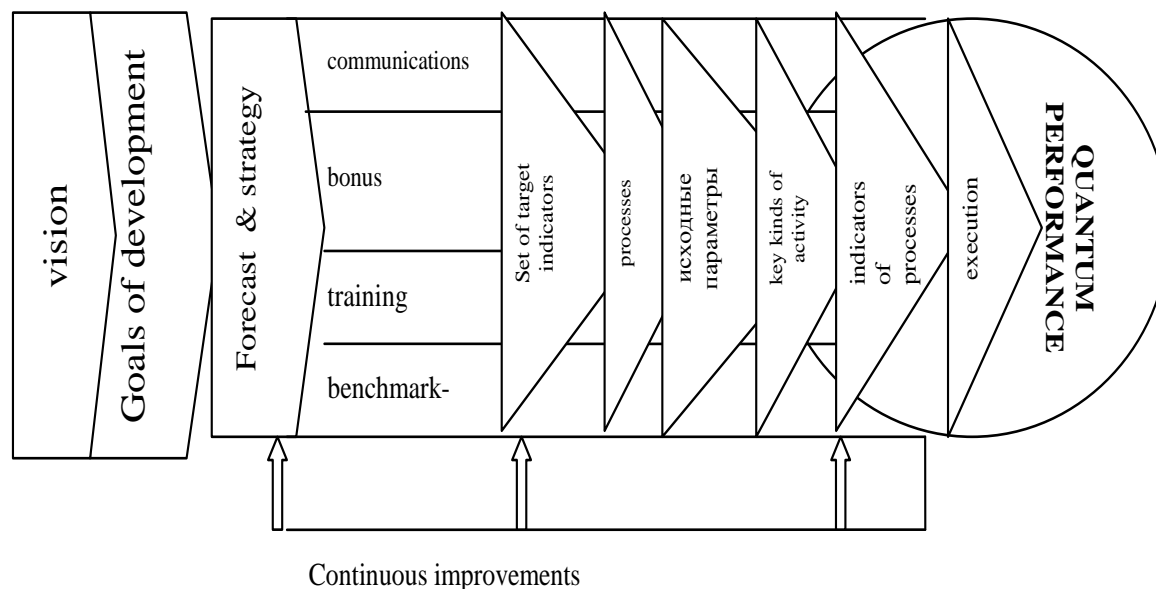 vision
Goals of development
Forecast & strategy
communications
bonus
training
benchmark-
Set of target
indicators
processes
исходные
параметры
key kinds of
activity
indicators
of
processes
execution
QUANTUM
PERFORMANCE
Continuous improvements